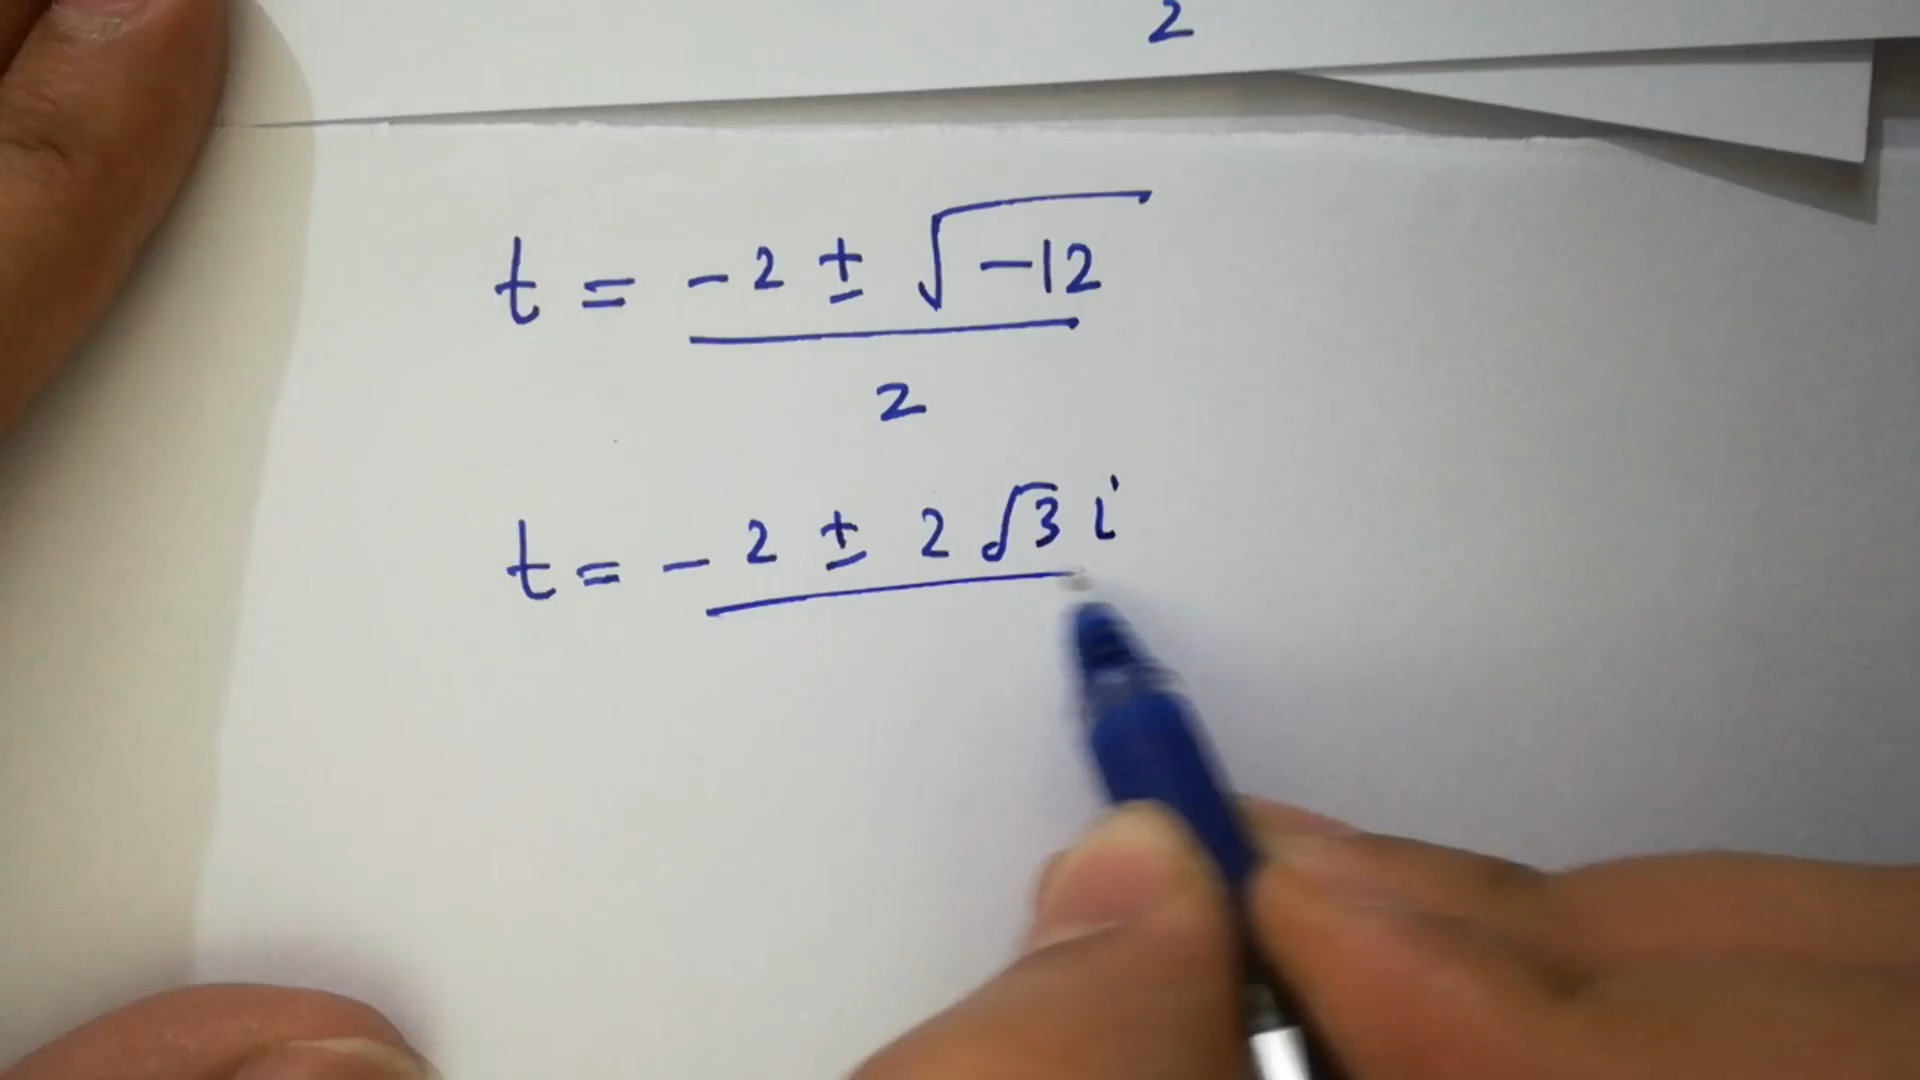 2
t = -2 ± √-12
2
t = -2 ± 2√3 i